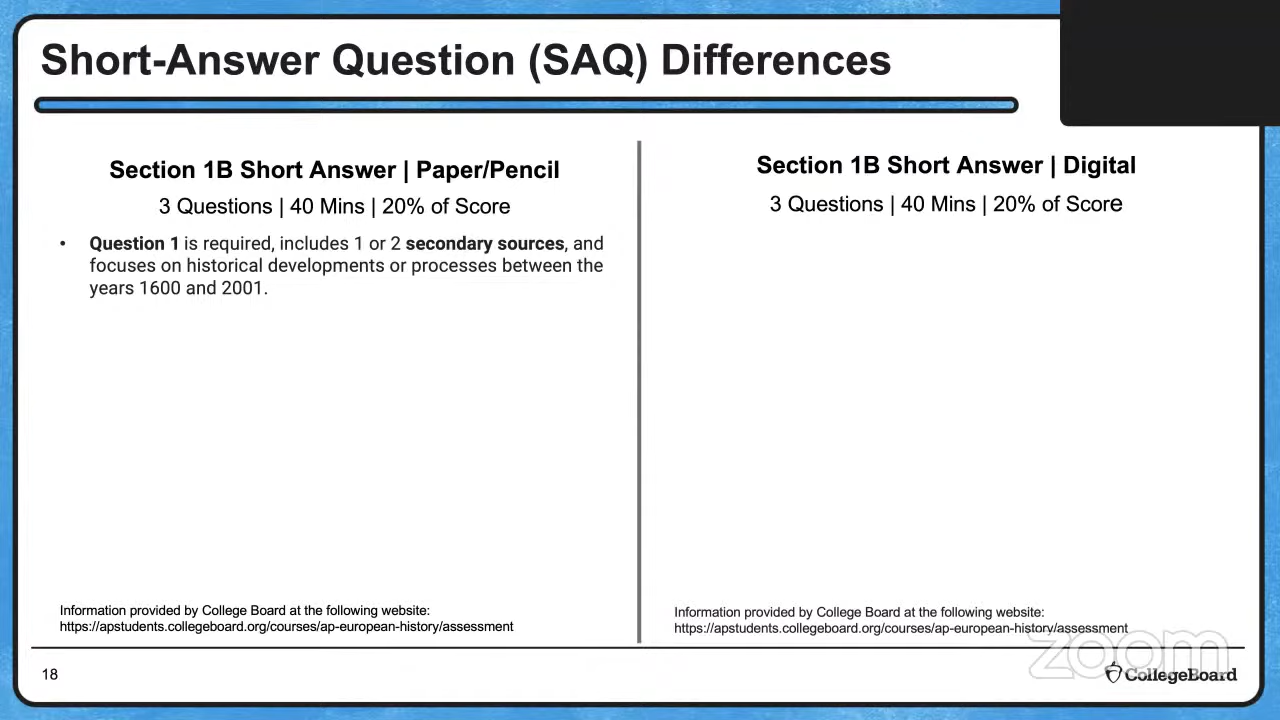 Short-Answer Question (SAQ) Differences
Section 1B Short Answer | Paper/Pencil
3 Questions | 40 Mins | 20% of Score
• Question 1 is required, includes 1 or 2 secondary sources, and
focuses on historical developments or processes between the
years 1600 and 2001.
Information provided by College Board at the following website:
https://apstudents.collegeboard.org/courses/ap-european-history/assessment
Section 1B Short Answer | Digital
3 Questions | 40 Mins | 20% of Score
Information provided by College Board at the following website:
https://apstudents.collegeboard.org/courses/ap-european-history/assessment
zoom
18
CollegeBoard